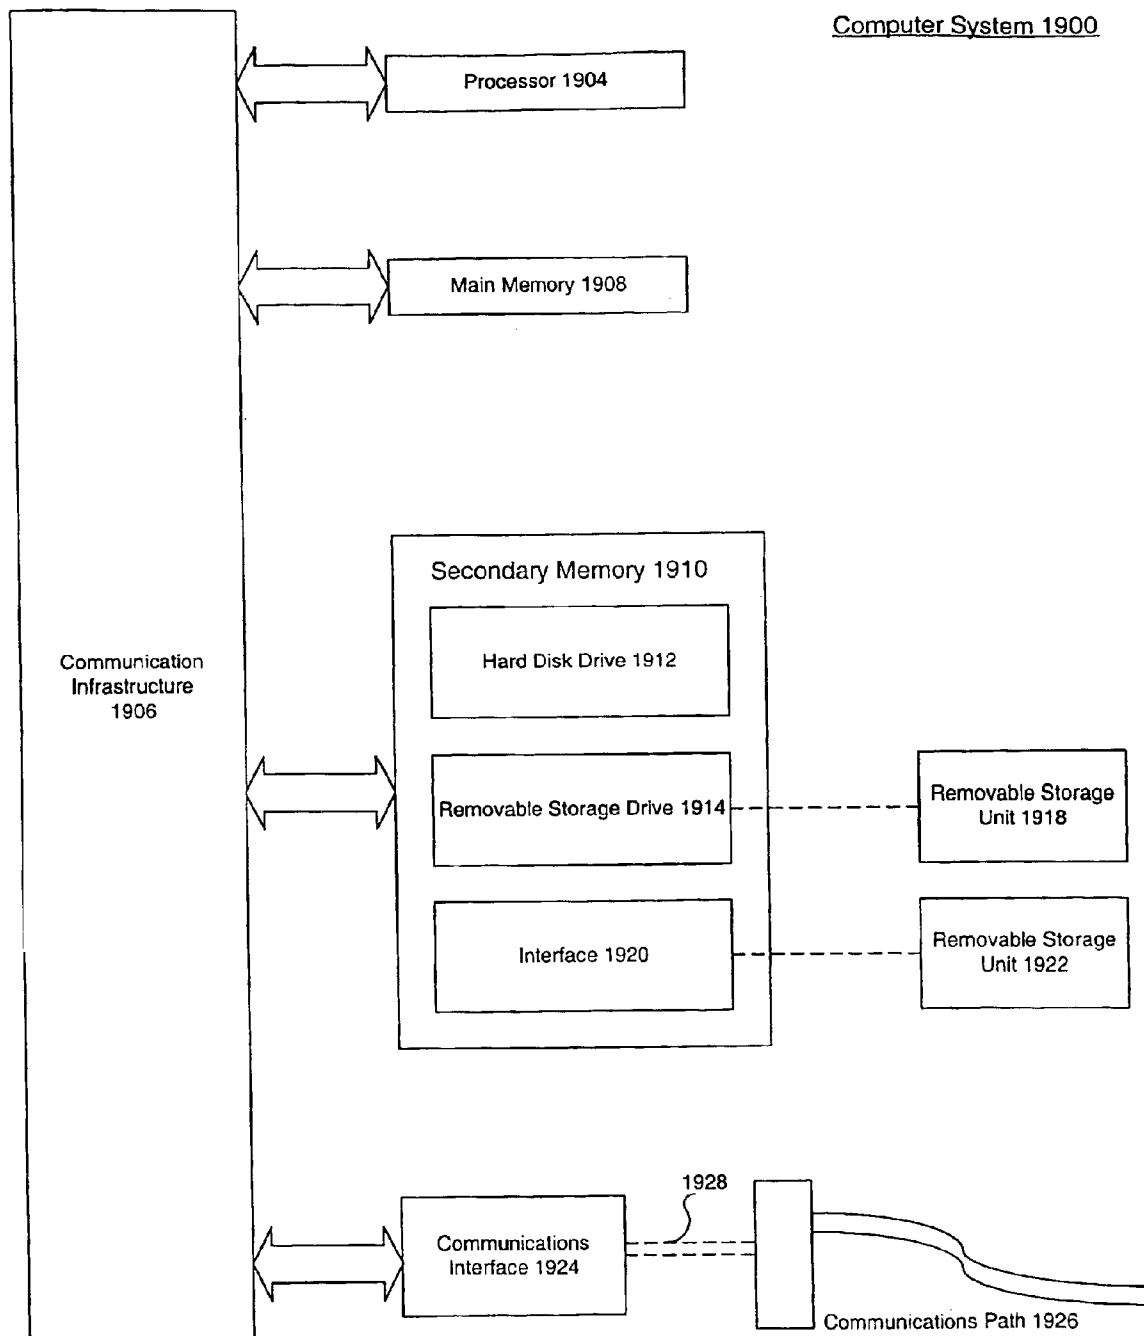 Computer System 1900
Processor 1904
Main Memory 1908
Communication
Infrastructure
1906
Secondary Memory 1910
Hard Disk Drive 1912
Removable Storage Drive 1914
Removable Storage
Unit 1918
Interface 1920
Removable Storage
Unit 1922
1928
Communications
Interface 1924
Communications Path 1926